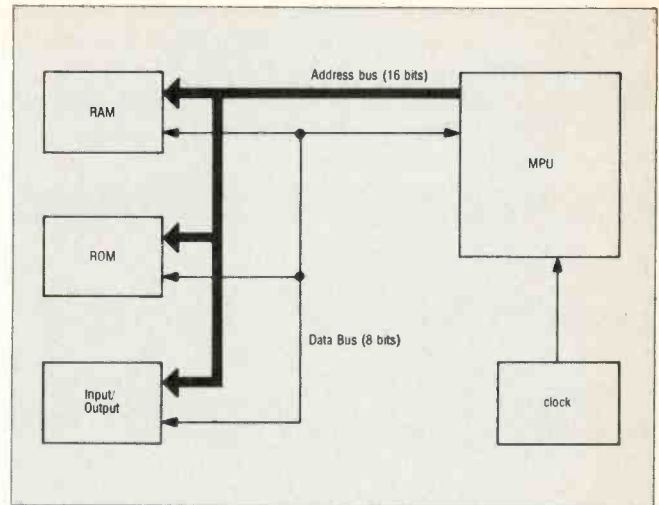 Address bus (16 bits)
RAM
MPU
ROM
Data Bus (8 bits)
Input/
Output
clock